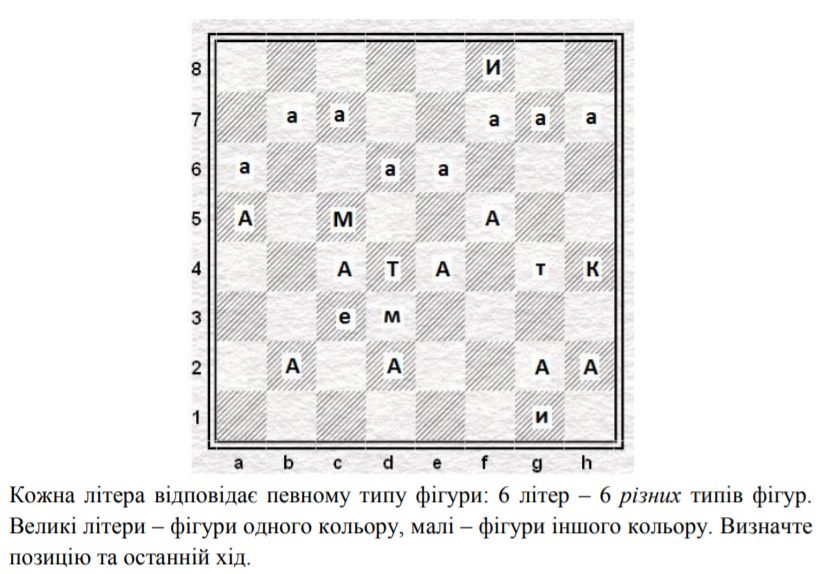 8 И
7 а а а а а
6 а а а
5 А М А
4 А Т А т К
3 е м
2 А А А А
1 и
a b c d e f g h
Кожна літера відповідає певному типу фігури: 6 літер – 6 різних типів фігур.
Великі літери – фігури одного кольору, малі – фігури іншого кольору. Визначте
позицію та останній хід.